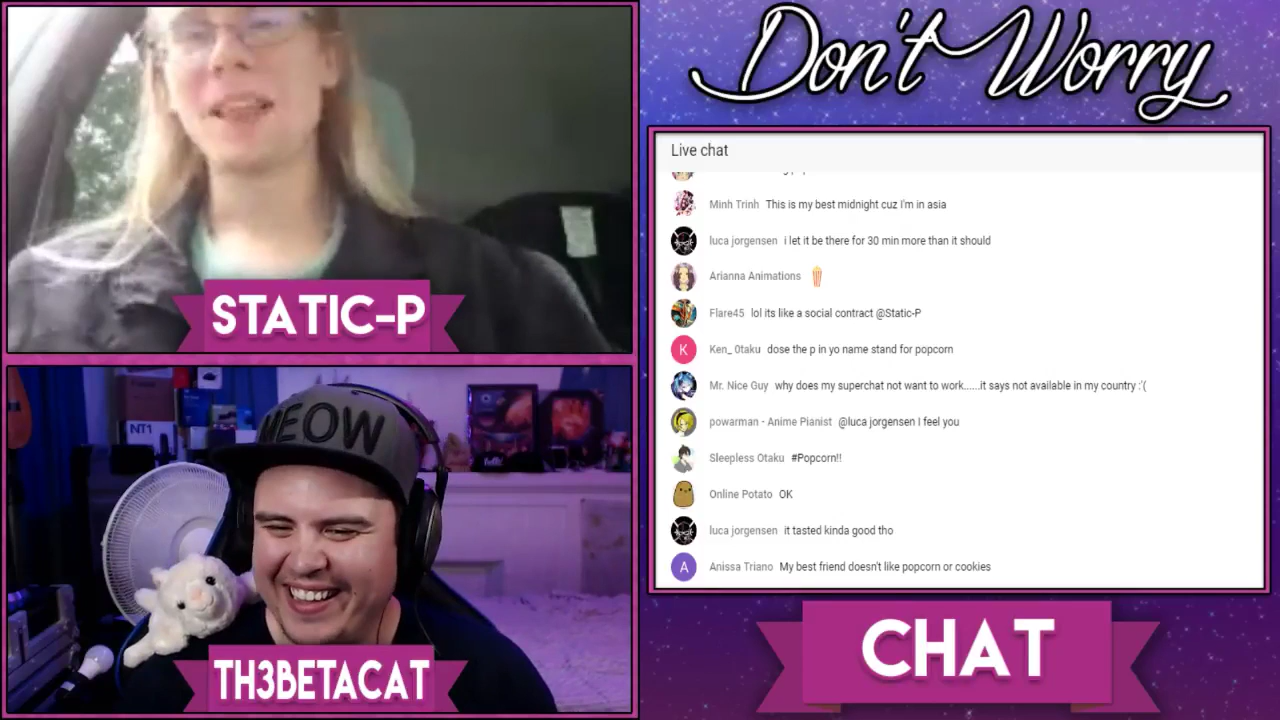 Don't Worry
STATIC-P
MEOW
NT1
TH3BETACAT
Live chat
Minh Trinh This is my best midnight cuz I'm in asia
luca jorgensen i let it be there for 30 min more than it should
Arianna Animations 🍿
Flare45 lol its like a social contract @Static-P
K Ken_ Otaku dose the p in yo name stand for popcorn
Mr. Nice Guy why does my superchat not want to work......it says not available in my country :'(
powarman - Anime Pianist @luca jorgensen I feel you
Sleepless Otaku #Popcorn!!
Online Potato OK
luca jorgensen it tasted kinda good tho
A Anissa Triano My best friend doesn't like popcorn or cookies
CHAT